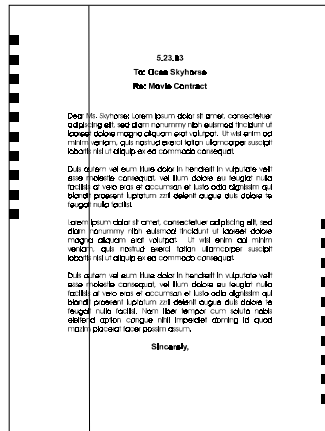 5.23.93
To: Ocea Skyhorse
Re: Movie Contract
Dear Ms. Skyhorse: Lorem ipsum dolor sit amet, consectetuer
adipiscing elit, sed diam nonummy nibh euismod tincidunt ut
laoreet dolore magna aliquam erat volutpat. Ut wisi enim ad
minim veniam, quis nostrud exerci tation ullamcorper suscipit
lobortis nisl ut aliquip ex ea commodo consequat.
Duis autem vel eum iriure dolor in hendrerit in vulputate velit
esse molestie consequat, vel illum dolore eu feugiat nulla
facilisis at vero eros et accumsan et iusto odio dignissim qui
blandit praesent luptatum zzril delenit augue duis dolore te
feugait nulla facilisi.
Lorem ipsum dolor sit amet, consectetuer adipiscing elit, sed
diam nonummy nibh euismod tincidunt ut laoreet dolore
magna aliquam erat volutpat. Ut wisi enim ad minim
veniam, quis nostrud exerci tation ullamcorper suscipit
lobortis nisl ut aliquip ex ea commodo consequat.
Duis autem vel eum iriure dolor in hendrerit in vulputate velit
esse molestie consequat, vel illum dolore eu feugiat nulla
facilisis at vero eros et accumsan et iusto odio dignissim qui
blandit praesent luptatum zzril delenit augue duis dolore te
feugait nulla facilisi. Nam liber tempor cum soluta nobis
eleifend option congue nihil imperdiet doming id quod
mazim placerat facer possim assum.
Sincerely,